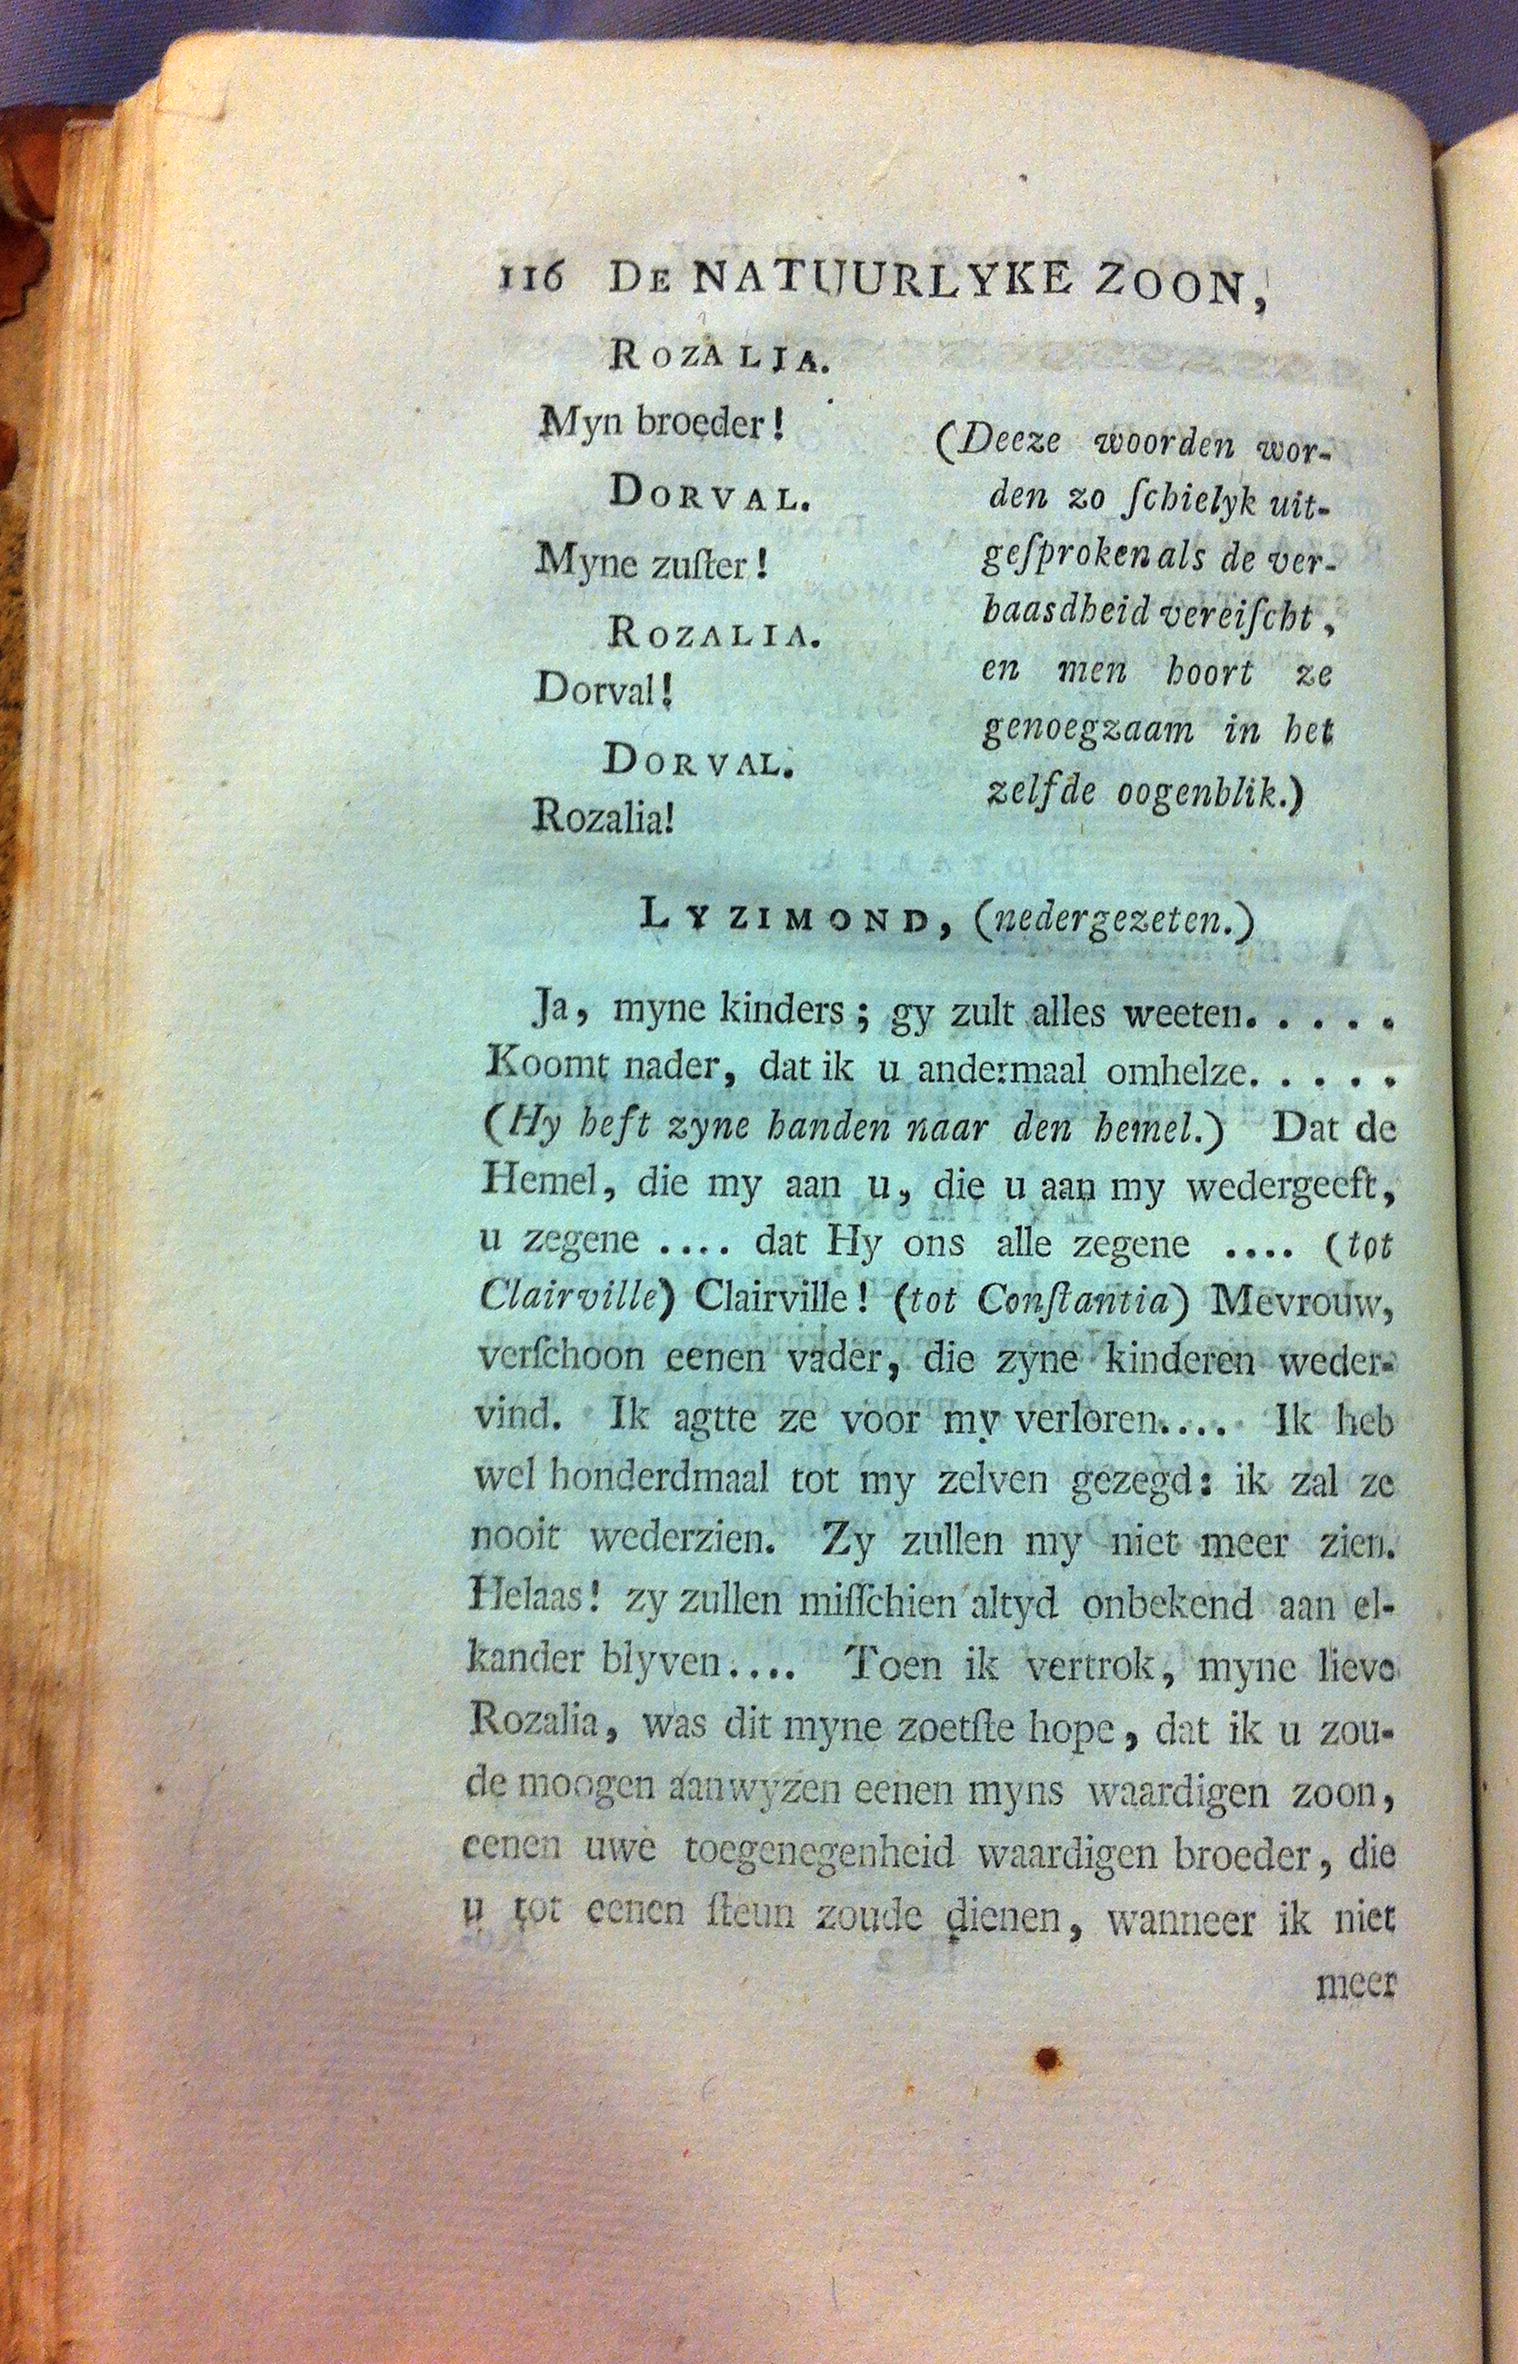 116 DE NATUURLYKE ZOON,
ROZALIA.
Myn broeder!
DORVAL.
Myne zuſter!
ROZALIA.
Dorval!
DORVAL.
Rozalia!
(Deeze woorden wor-
den zo ſchielyk uit-
geſproken als de ver-
baasdheid vereiſcht,
en men hoort ze
genoegzaam in het
zelfde oogenblik.)
LYZIMOND, (nedergezeten.)
Ja, myne kinders; gy zult alles weeten. . . . .
Koomt nader, dat ik u andermaal omhelze. . . . .
(Hy heft zyne handen naar den hemel.) Dat de
Hemel, die my aan u, die u aan my wedergeeft,
u zegene .... dat Hy ons alle zegene .... (tot
Clairville) Clairville! (tot Conſtantia) Mevrouw,
verſchoon eenen vader, die zyne kinderen weder-
vind. Ik agtte ze voor my verloren.... Ik heb
wel honderdmaal tot my zelven gezegd: ik zal ze
nooit wederzien. Zy zullen my niet meer zien.
Helaas! zy zullen miſſchien altyd onbekend aan el-
kander blyven.... Toen ik vertrok, myne lieve
Rozalia, was dit myne zoetſte hope, dat ik u zou-
de moogen aanwyzen eenen myns waardigen zoon,
eenen uwe toegenegenheid waardigen broeder, die
u tot eenen ſteun zoude dienen, wanneer ik niet
meer